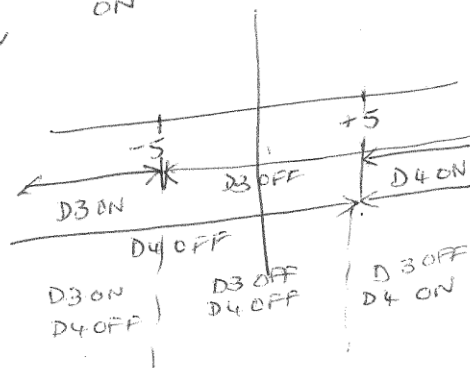 ON
-5 +5
D3 ON D3 OFF D4 ON
D4 OFF
D3 ON D3 OFF D3 OFF
D4 OFF D4 OFF D4 ON